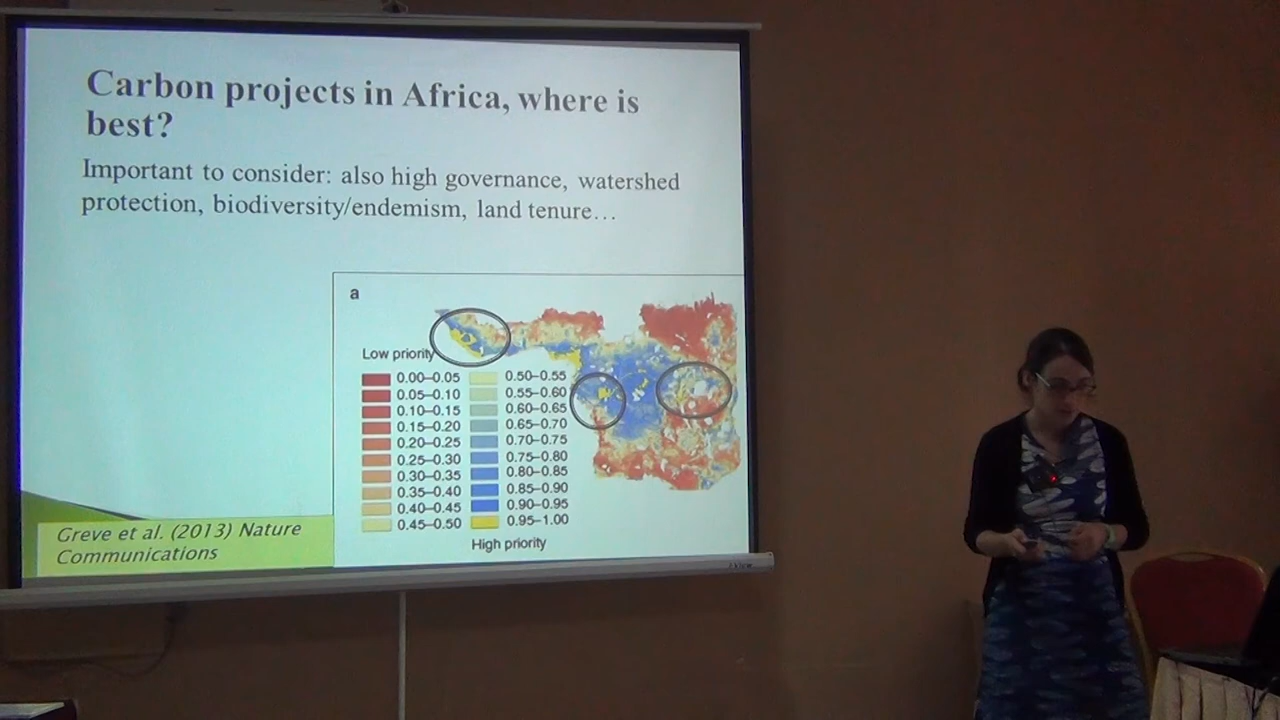 Carbon projects in Africa, where is
best?
Important to consider: also high governance, watershed
protection, biodiversity/endemism, land tenure…
a
Low priority
0.00–0.05
0.05–0.10
0.10–0.15
0.15–0.20
0.20–0.25
0.25–0.30
0.30–0.35
0.35–0.40
0.40–0.45
0.45–0.50
0.50–0.55
0.55–0.60
0.60–0.65
0.65–0.70
0.70–0.75
0.75–0.80
0.80–0.85
0.85–0.90
0.90–0.95
0.95–1.00
High priority
Greve et al. (2013) Nature
Communications